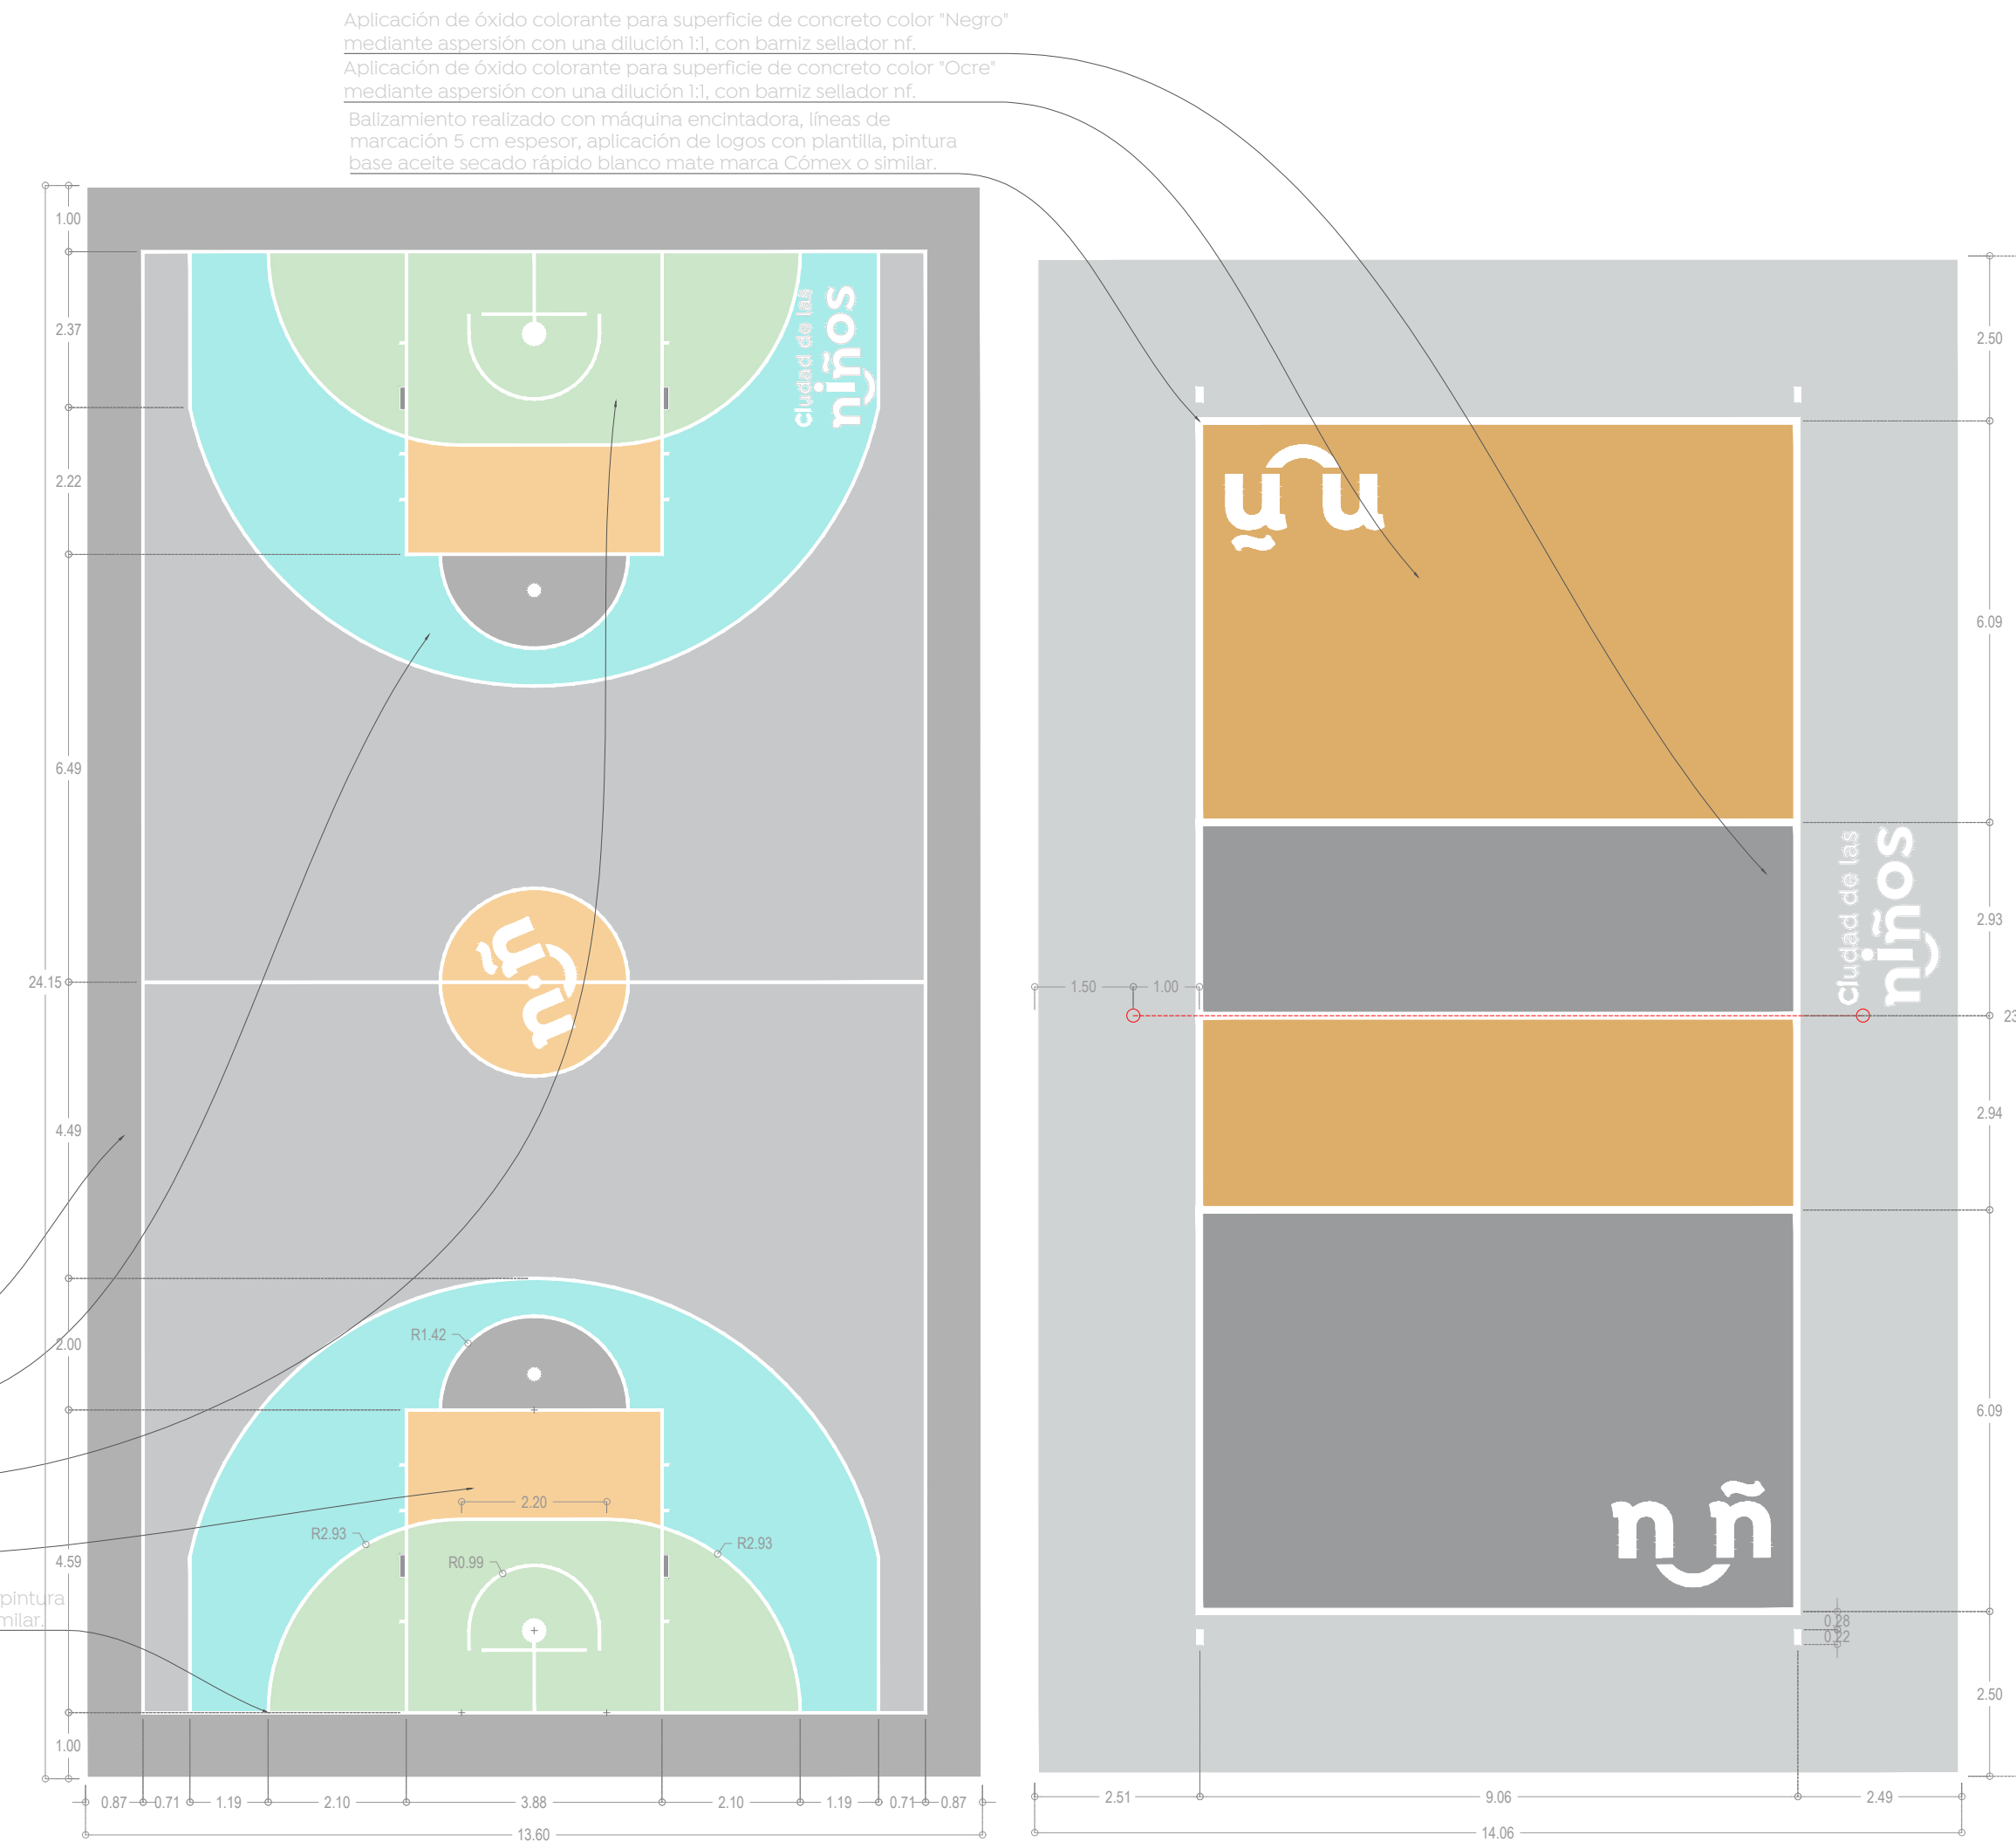 Aplicación de óxido colorante para superficie de concreto color "Negro"
mediante aspersión con una dilución 1:1, con barniz sellador nf.
Aplicación de óxido colorante para superficie de concreto color "Ocre"
mediante aspersión con una dilución 1:1, con barniz sellador nf.
Balizamiento realizado con máquina encintadora, líneas de
marcación 5 cm espesor, aplicación de logos con plantilla, pintura
base aceite secado rápido blanco mate marca Cómex o similar.
1.00
2.37
2.22
6.49
24.15
4.49
2.00
4.59
1.00
pintura
milar.
ciudad de las
niños
nñ
R1.42
2.20
R2.93
R2.93
R0.99
0.87
0.71
1.19
2.10
3.88
2.10
1.19
0.71
0.87
13.60
nñ
ciudad de las
niños
1.50
1.00
nñ
2.50
6.09
2.93
23
2.94
6.09
0.28
0.22
2.50
2.51
9.06
2.49
14.06